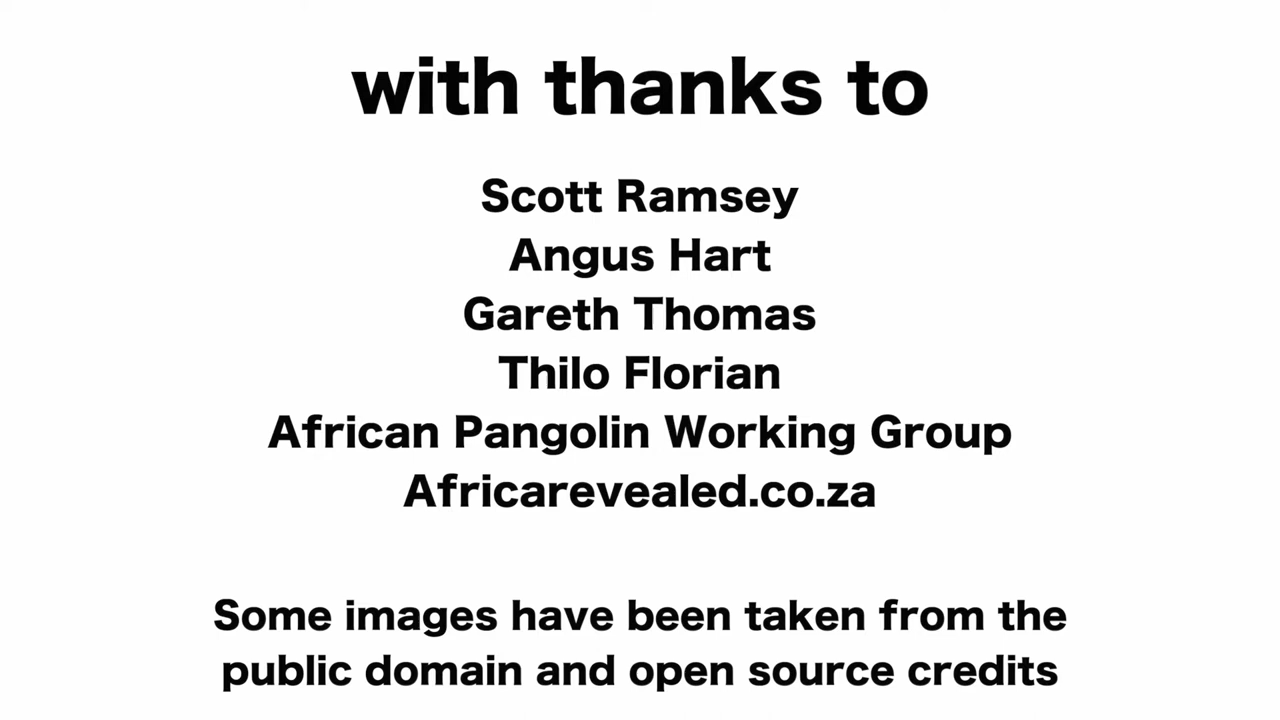 with thanks to
Scott Ramsey
Angus Hart
Gareth Thomas
Thilo Florian
African Pangolin Working Group
Africarevealed.co.za
Some images have been taken from the
public domain and open source credits